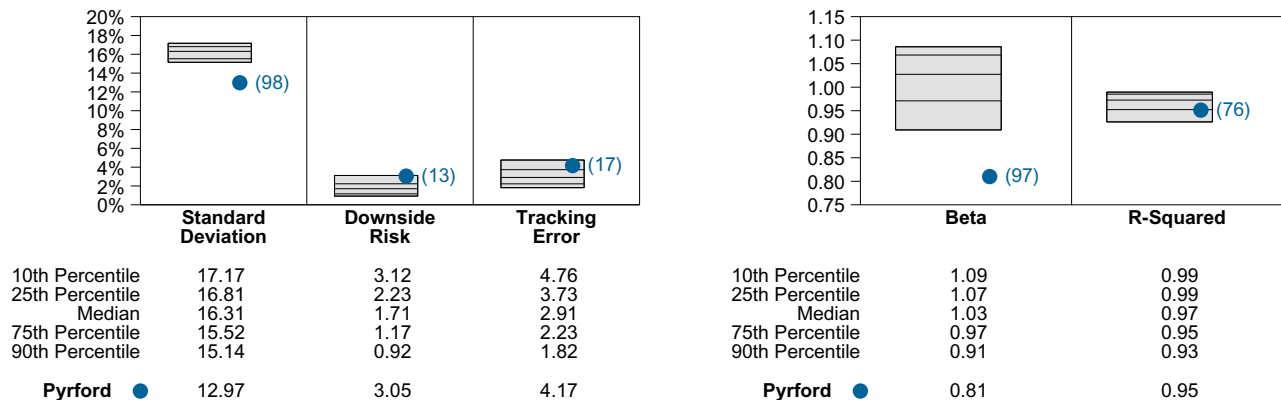 20%
18%
16%
14%
12%
10%
8%
6%
4%
2%
0%
(98)
(13)
(17)
Standard Deviation
Downside Risk
Tracking Error
10th Percentile 17.17 3.12 4.76
25th Percentile 16.81 2.23 3.73
Median 16.31 1.71 2.91
75th Percentile 15.52 1.17 2.23
90th Percentile 15.14 0.92 1.82
Pyrford 12.97 3.05 4.17
1.15
1.10
1.05
1.00
0.95
0.90
0.85
0.80
0.75
(97)
(76)
Beta
R-Squared
10th Percentile 1.09 0.99
25th Percentile 1.07 0.99
Median 1.03 0.97
75th Percentile 0.97 0.95
90th Percentile 0.91 0.93
Pyrford 0.81 0.95